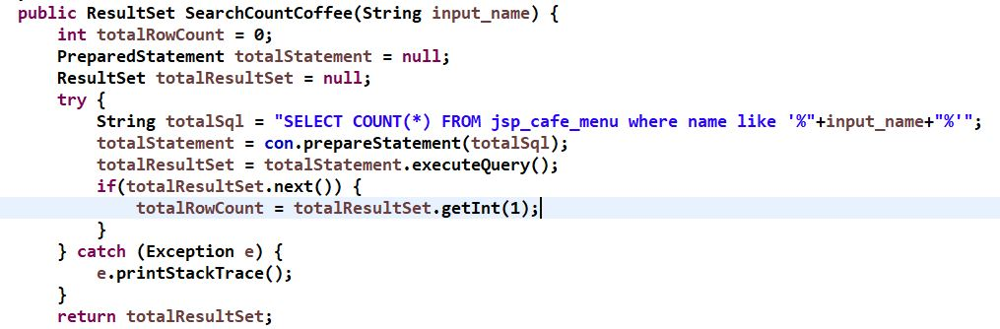 public ResultSet SearchCountCoffee(String input_name) {
    int totalRowCount = 0;
    PreparedStatement totalStatement = null;
    ResultSet totalResultSet = null;
    try {
        String totalSql = "SELECT COUNT(*) FROM jsp_cafe_menu where name like '%"+input_name+"%'";
        totalStatement = con.prepareStatement(totalSql);
        totalResultSet = totalStatement.executeQuery();
        if(totalResultSet.next()) {
            totalRowCount = totalResultSet.getInt(1);
        }
    } catch (Exception e) {
        e.printStackTrace();
    }
    return totalResultSet;